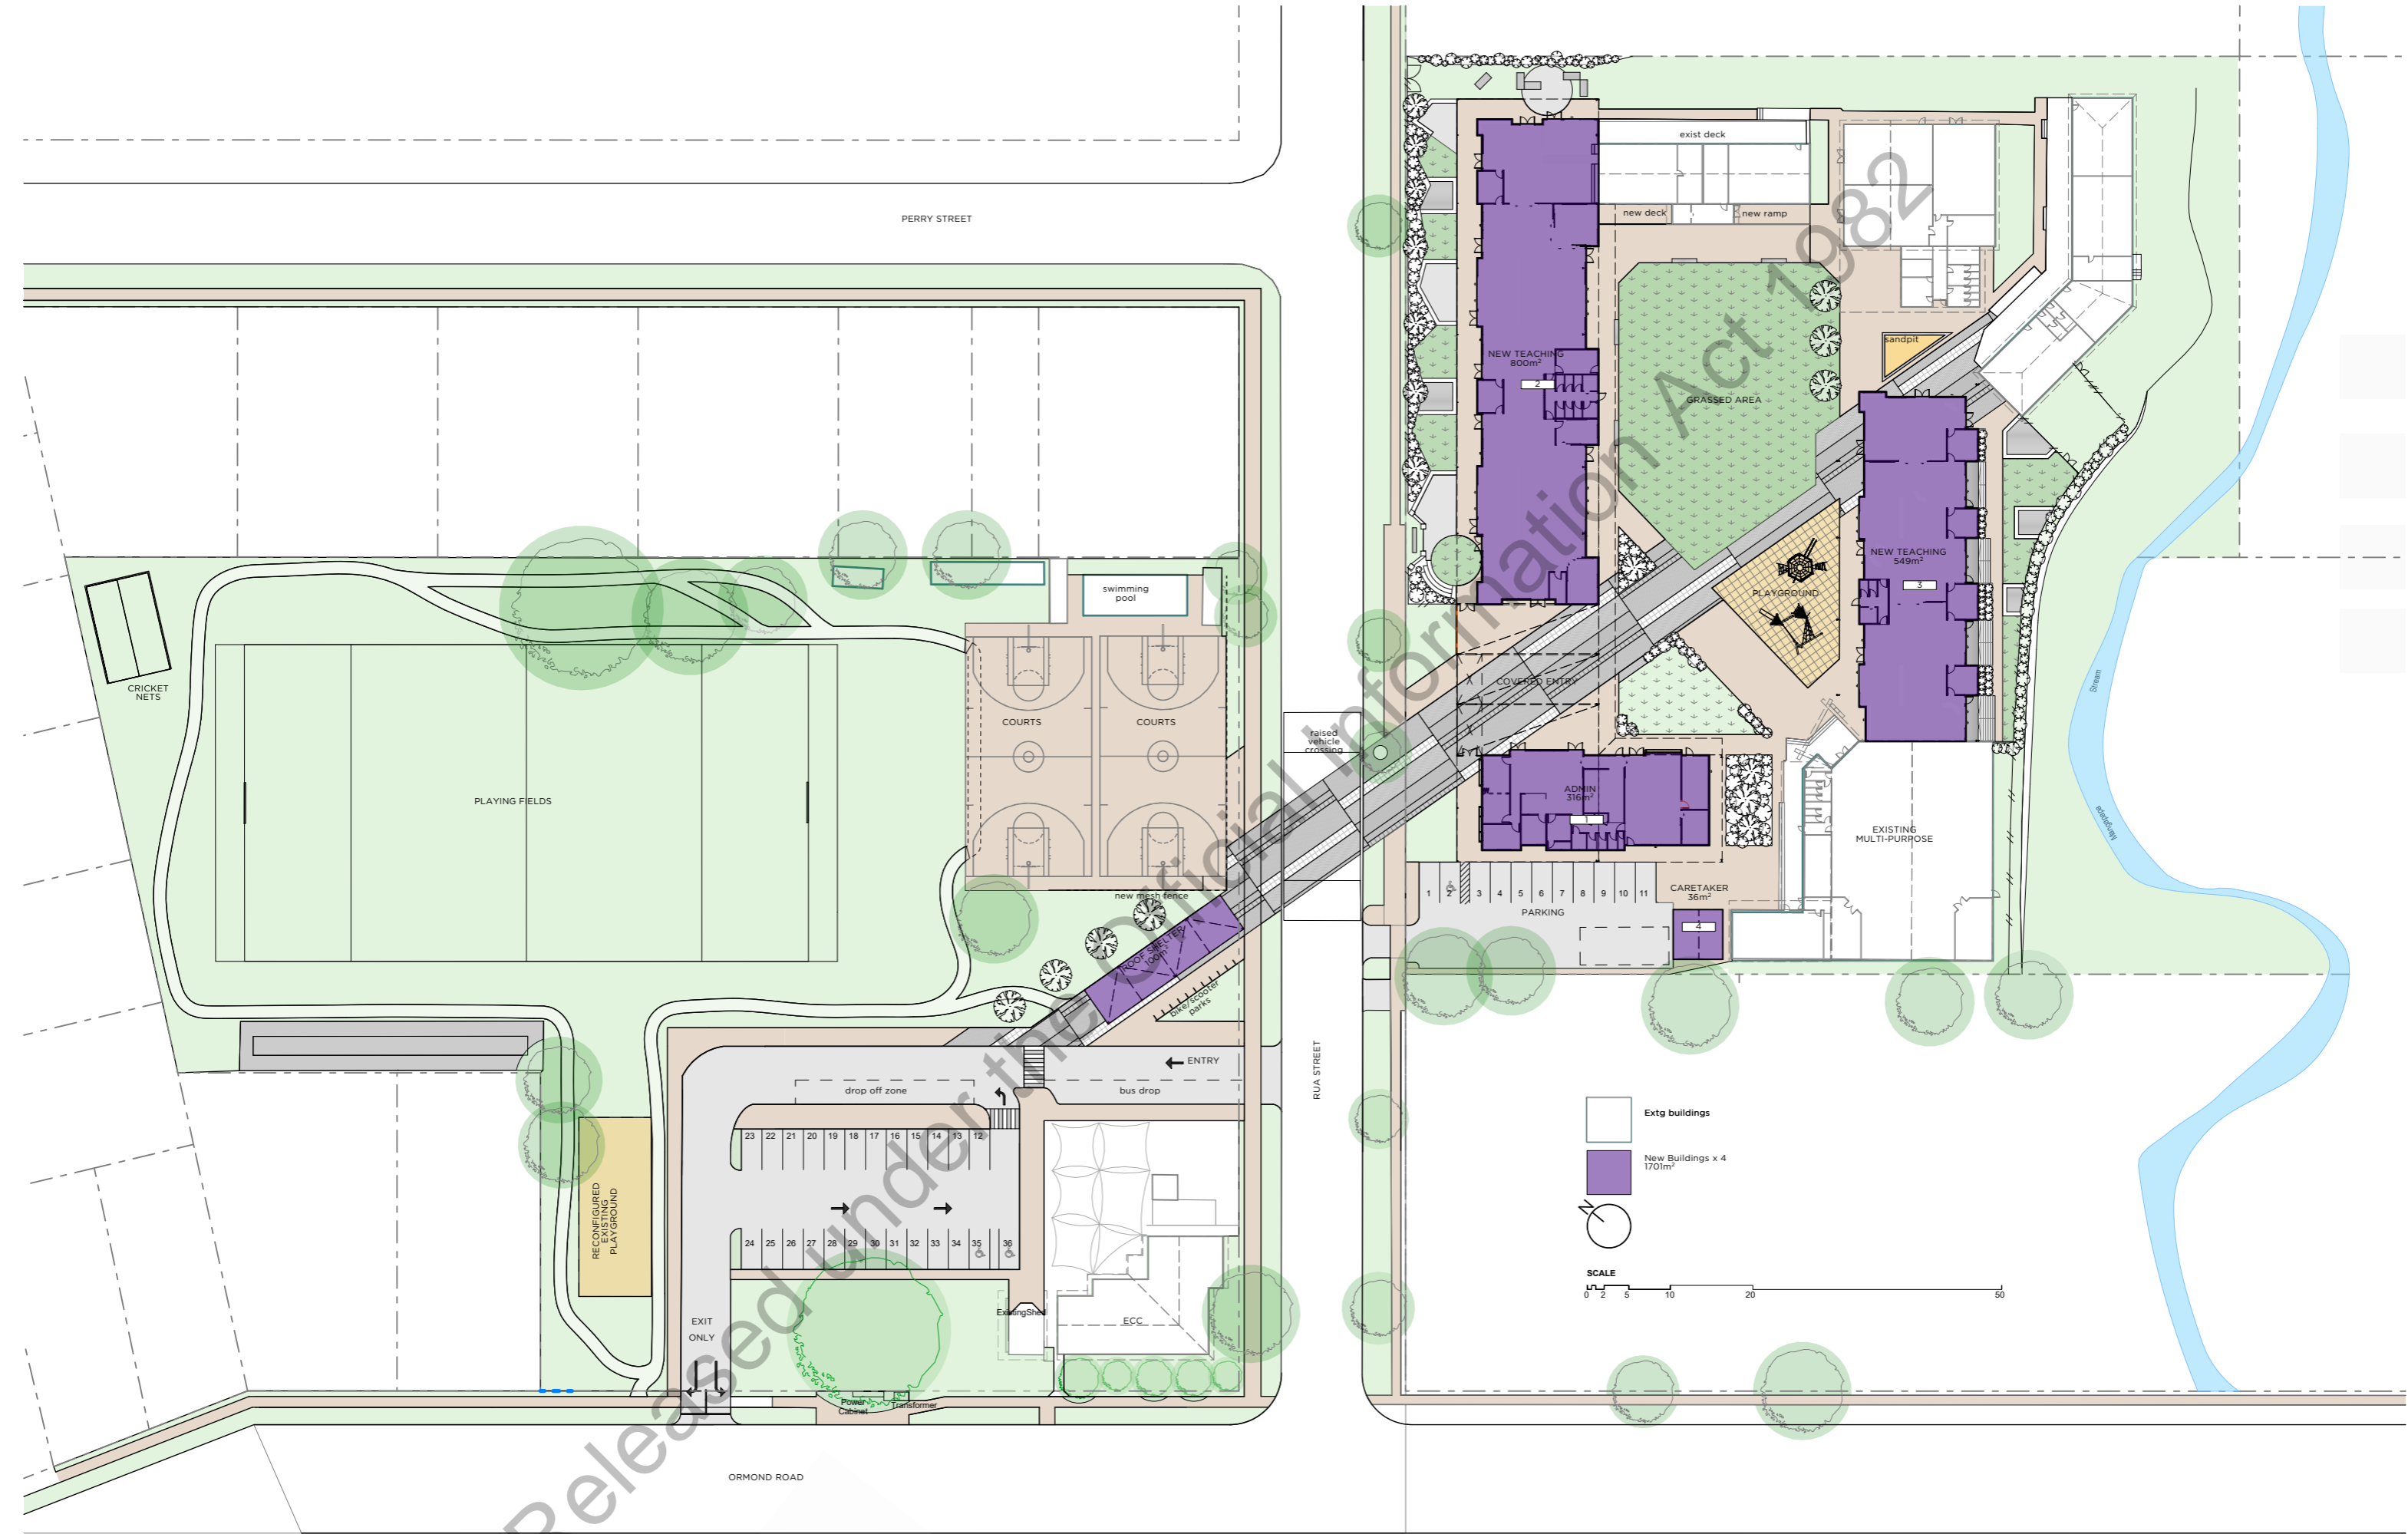 exist deck
new deck
new ramp
PERRY STREET
sandpit
NEW TEACHING
800m²
2
GRASSED AREA
NEW TEACHING
549m²
3
PLAYGROUND
swimming
pool
CRICKET
NETS
COVERED ENTRY
COURTS
COURTS
raised
vehicle
crossing
Stream
PLAYING FIELDS
ADMIN
316m²
1
Mangapapa
EXISTING
MULTI-PURPOSE
new mesh fence
1 2 3 4 5 6 7 8 9 10 11
PARKING
CARETAKER
36m²
4
ROOF SHELTER
100m²
bike/scooter
parks
RUA STREET
ENTRY
drop off zone
bus drop
23 22 21 20 19 18 17 16 15 14 13 12
24 25 26 27 28 29 30 31 32 33 34 35 36
RECONFIGURED
EXISTING
PLAYGROUND
Extg buildings
New Buildings x 4
1701m²
N
SCALE
0 2 5 10 20 50
EXIT
ONLY
ExistingShed
ECC
Power
Cabinet
Transformer
ORMOND ROAD
Released under the Official Information Act 1982